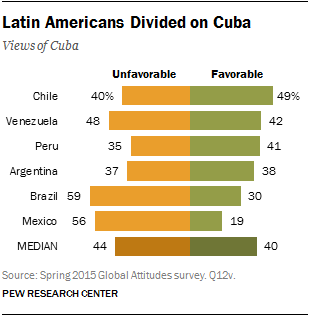 Latin Americans Divided on Cuba
Views of Cuba
Unfavorable Favorable
Chile 40% 49%
Venezuela 48 42
Peru 35 41
Argentina 37 38
Brazil 59 30
Mexico 56 19
MEDIAN 44 40
Source: Spring 2015 Global Attitudes survey. Q12v.
PEW RESEARCH CENTER